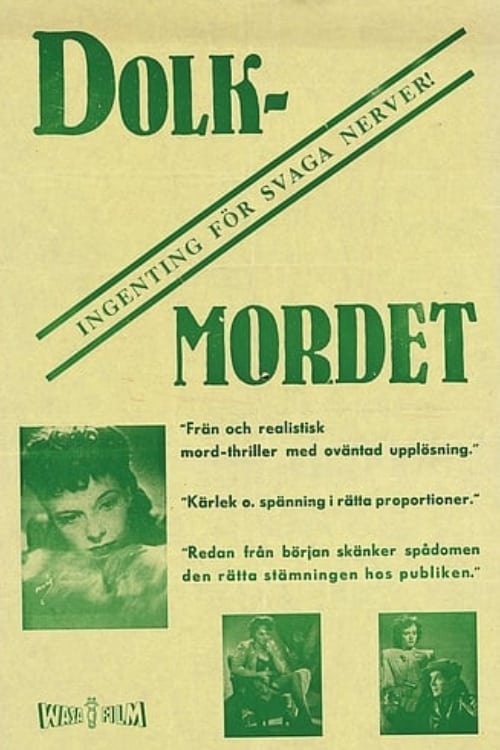 DOLK-
INGENTING FÖR SVAGA NERVER!
MORDET
"Frän och realistisk
mord-thriller med oväntad upplösning."
"Kärlek o. spänning i rätta proportioner."
"Redan från början skänker spådomen
den rätta stämningen hos publiken."
WASA FILM